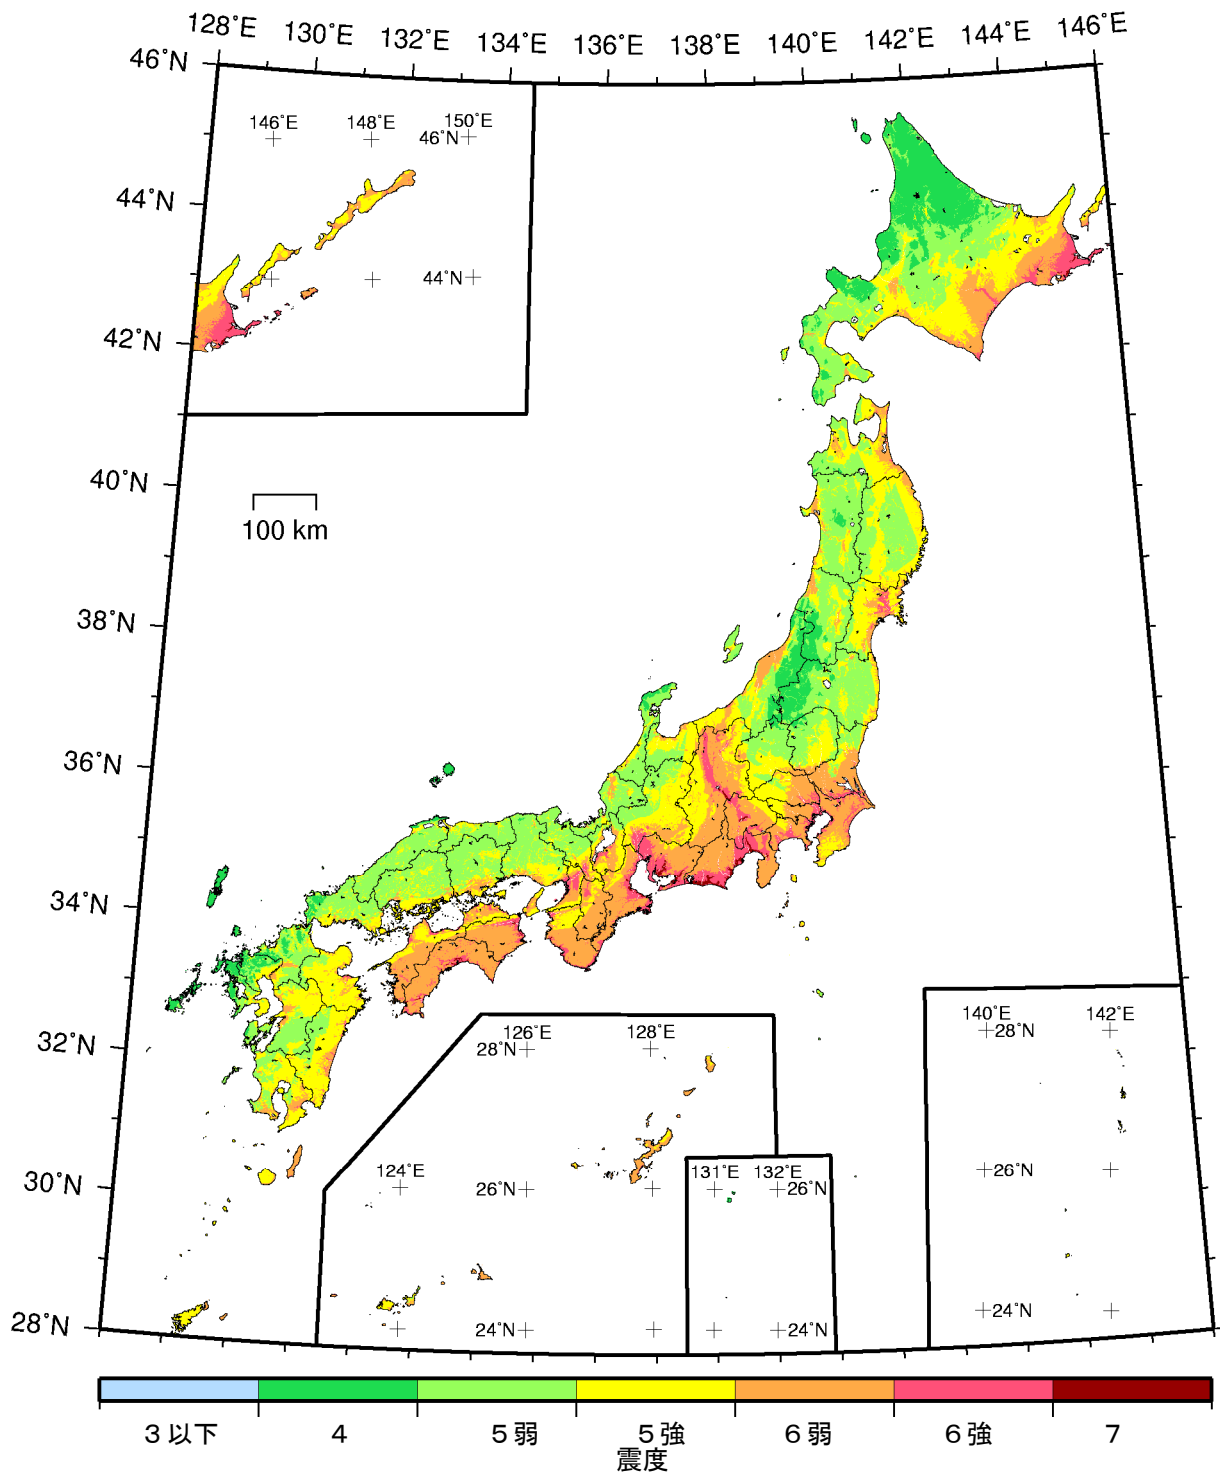 128°E 130°E 132°E 134°E 136°E 138°E 140°E 142°E 144°E 146°E
46°N
146°E 148°E 150°E
46°N
44°N
44°N
42°N
40°N
100 km
38°N
36°N
34°N
32°N
126°E 128°E
28°N
140°E 142°E
28°N
124°E
26°N
131°E 132°E
26°N
26°N
30°N
28°N
24°N
24°N
24°N
3以下 4 5弱 5強 6弱 6強 7
震度